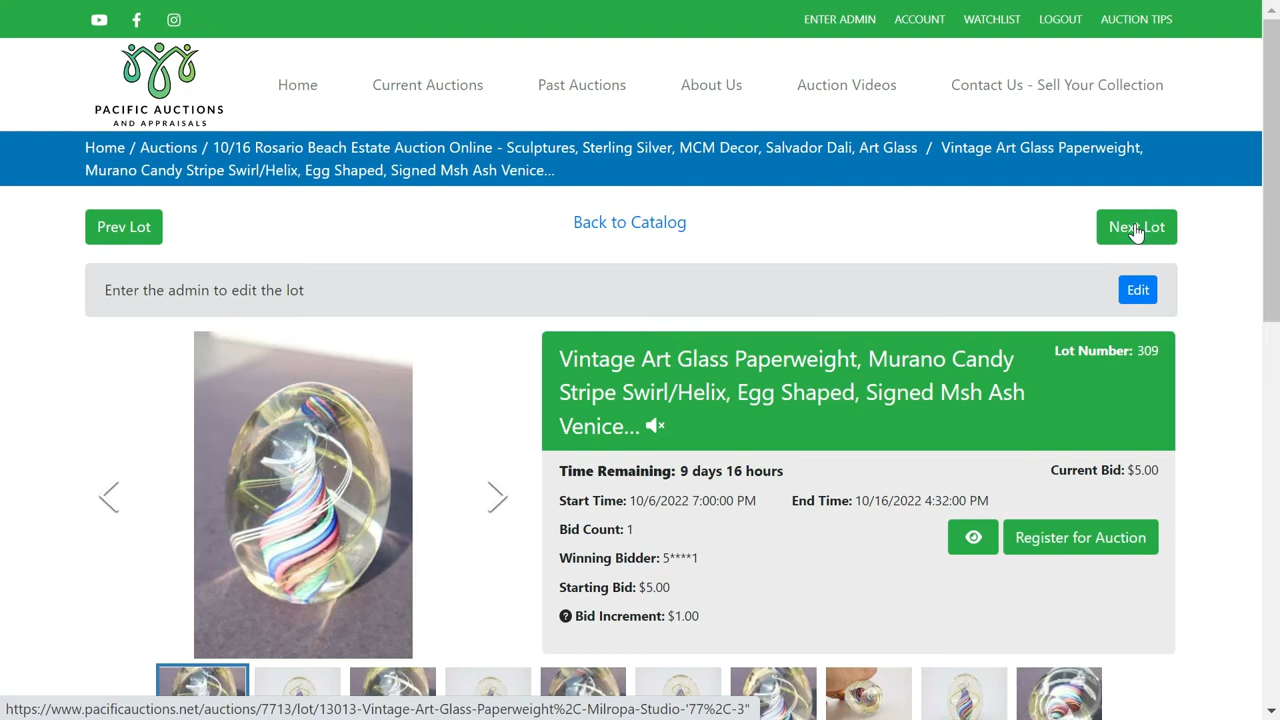 ENTER ADMIN ACCOUNT WATCHLIST LOGOUT AUCTION TIPS
PACIFIC AUCTIONS
AND APPRAISALS
Home Current Auctions Past Auctions About Us Auction Videos Contact Us - Sell Your Collection
Home / Auctions / 10/16 Rosario Beach Estate Auction Online - Sculptures, Sterling Silver, MCM Decor, Salvador Dali, Art Glass / Vintage Art Glass Paperweight,
Murano Candy Stripe Swirl/Helix, Egg Shaped, Signed Msh Ash Venice...
Prev Lot Back to Catalog Next Lot
Enter the admin to edit the lot Edit
Vintage Art Glass Paperweight, Murano Candy
Stripe Swirl/Helix, Egg Shaped, Signed Msh Ash
Venice...
Lot Number: 309
Time Remaining: 9 days 16 hours Current Bid: $5.00
Start Time: 10/6/2022 7:00:00 PM End Time: 10/16/2022 4:32:00 PM
Bid Count: 1
Register for Auction
Winning Bidder: 5****1
Starting Bid: $5.00
Bid Increment: $1.00
https://www.pacificauctions.net/auctions/7713/lot/13013-Vintage-Art-Glass-Paperweight%2C-Milropa-Studio-'77%2C-3"